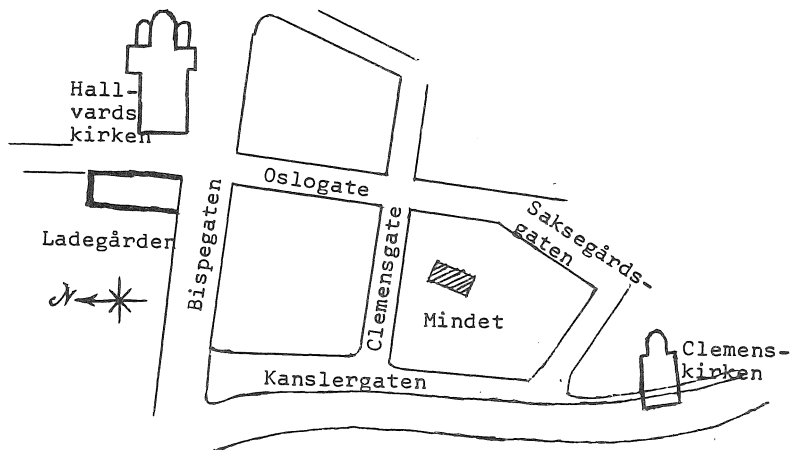 Hall-
vards
kirken
Oslogate
Saksegårds-
gaten
Ladegården
Bispegaten
Clemensgate
N
Mindet
Clemens-
kirken
Kanslergaten